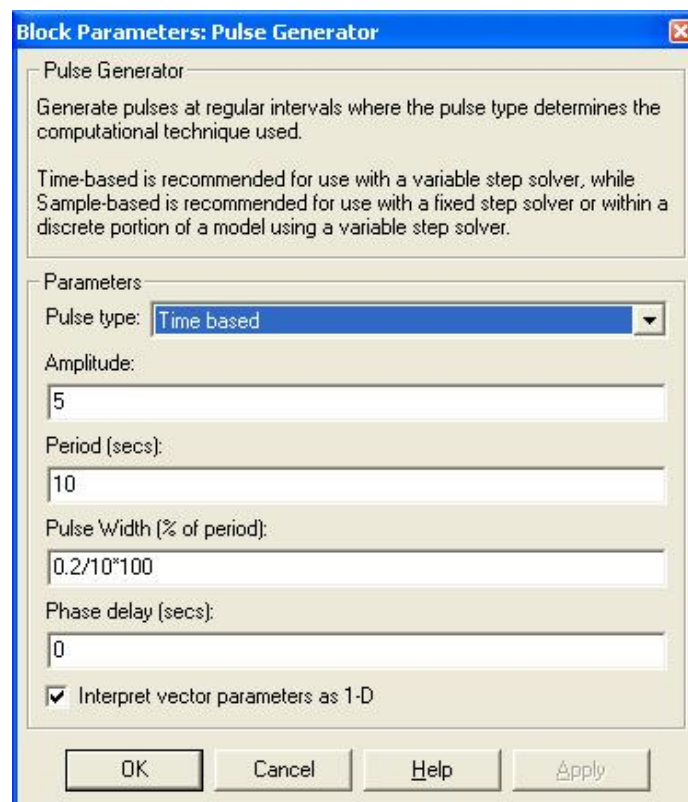 Block Parameters: Pulse Generator
Pulse Generator
Generate pulses at regular intervals where the pulse type determines the
computational technique used.
Time-based is recommended for use with a variable step solver, while
Sample-based is recommended for use with a fixed step solver or within a
discrete portion of a model using a variable step solver.
Parameters
Pulse type: Time based
Amplitude:
5
Period (secs):
10
Pulse Width (% of period):
0.2/10*100
Phase delay (secs):
0
Interpret vector parameters as 1-D
OK Cancel Help Apply